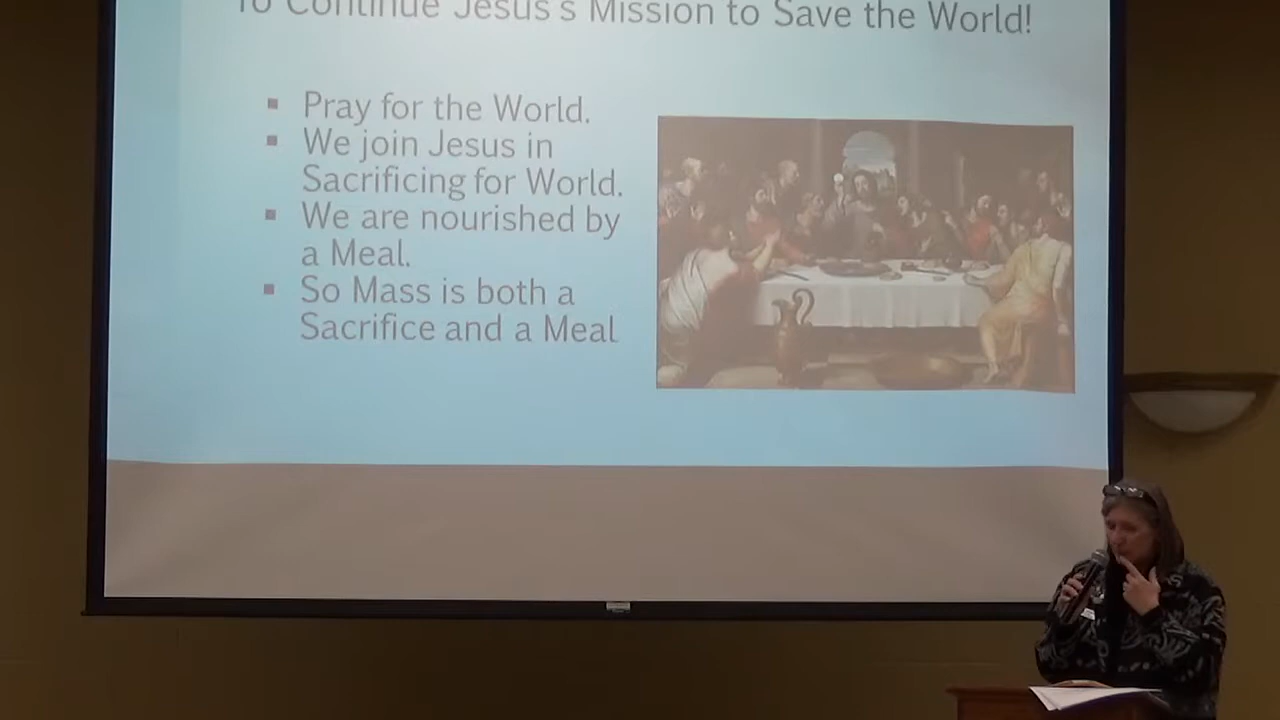 To Continue Jesus's Mission to Save the World!
Pray for the World.
We join Jesus in
Sacrificing for World.
We are nourished by
a Meal.
So Mass is both a
Sacrifice and a Meal